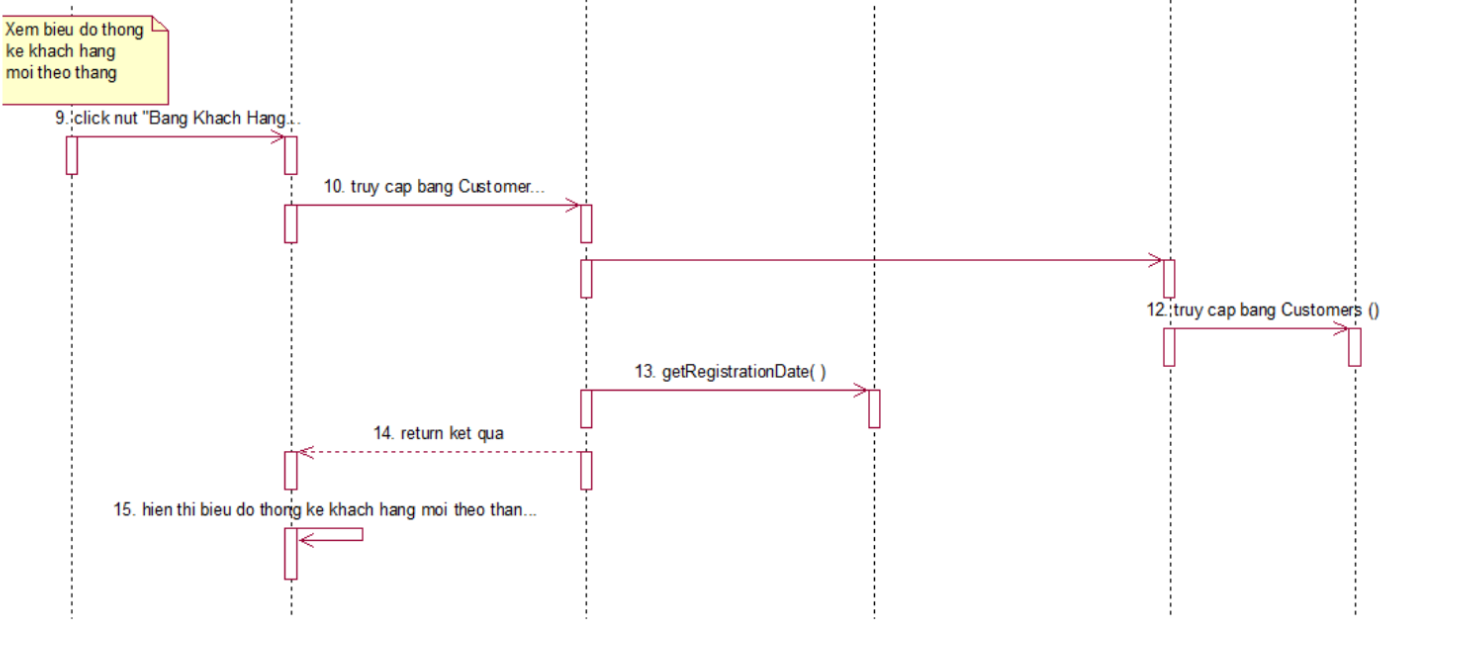 Xem bieu do thong
ke khach hang
moi theo thang
9. click nut "Bang Khach Hang...
10. truy cap bang Customer...
12. truy cap bang Customers ()
13. getRegistrationDate( )
14. return ket qua
15. hien thi bieu do thong ke khach hang moi theo than...